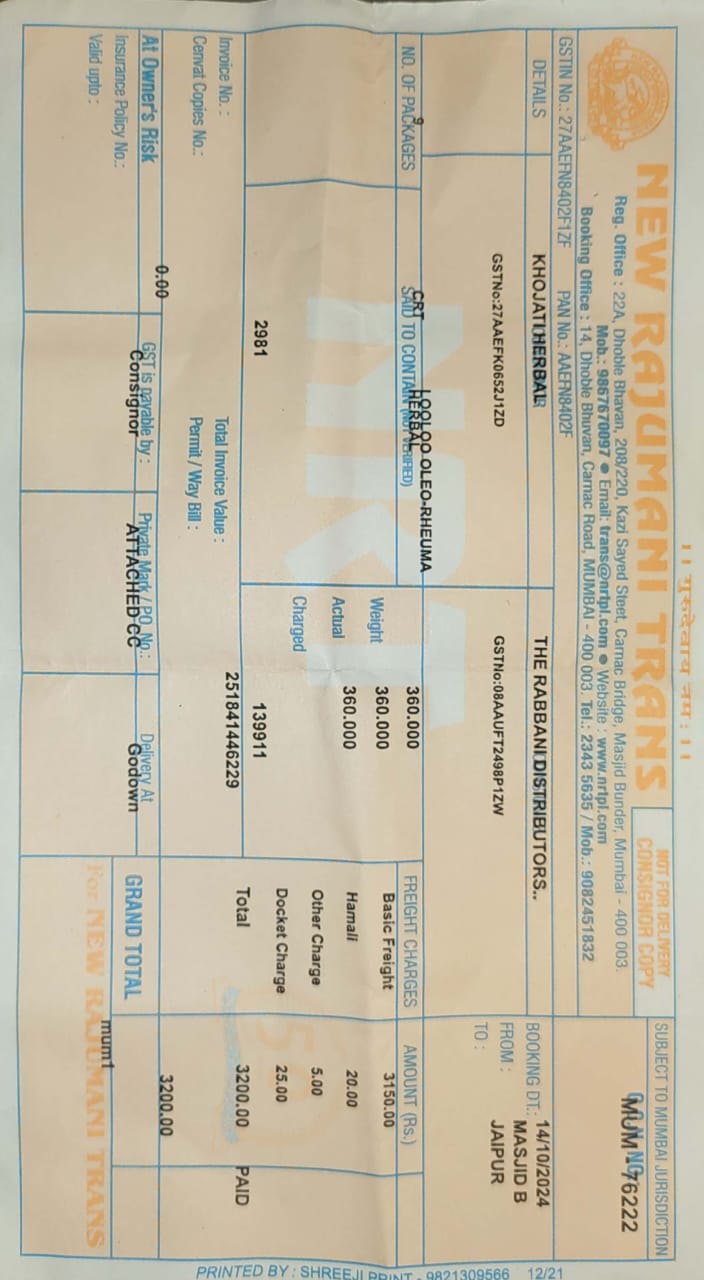 ।। गुरुदेवाय नमः ।।
NEW RAJUMANI TRANS
NOT FOR DELIVERY
CONSIGNOR COPY
SUBJECT TO MUMBAI JURISDICTION
Reg. Office : 22A, Dhoble Bhavan, 208/220, Kazi Sayed Steet, Carnac Bridge, Masjid Bunder, Mumbai - 400 003.
Mob.: 9867670097 ● Email: trans@nrtpl.com ● Website : www.nrtpl.com
Booking Office : 14, Dhoble Bhuvan, Carnac Road, MUMBAI - 400 003. Tel.: 2343 5635 / Mob.: 9082451832
MUM 76222
GSTIN No.: 27AAEFN8402F1ZF PAN No.: AAEFN8402F
DETAILS
KHOJATI HERBAL
THE RABBANI DISTRIBUTORS..
GSTNo:27AAEFK0652J1ZD
GSTNo:08AAUFT2498P1ZW
BOOKING DT.: 14/10/2024
FROM : MASJID B
TO : JAIPUR
NO. OF PACKAGES
9
SAID TO CONTAIN (NOT VERIFIED)
CRT
LOOLOO OLEO-RHEUMA
HERBAL
360.000
Weight 360.000
Actual 360.000
Charged
FREIGHT CHARGES AMOUNT (Rs.)
Basic Freight 3150.00
Hamali 20.00
Other Charge 5.00
Docket Charge 25.00
Total 3200.00 PAID
Invoice No. : 2981
Total Invoice Value : 139911
Cenvat Copies No.:
Permit / Way Bill : 251841446229
At Owner's Risk
0.00
Insurance Policy No.:
Valid upto :
GST is payable by :
Consignor
Private Mark / PO. No.:
ATTACHED CC
Delivery At
Godown
GRAND TOTAL 3200.00
mum1
For NEW RAJUMANI TRANS
NRT
PRINTED BY : SHREEJI PRINT - 9821309566 12/21